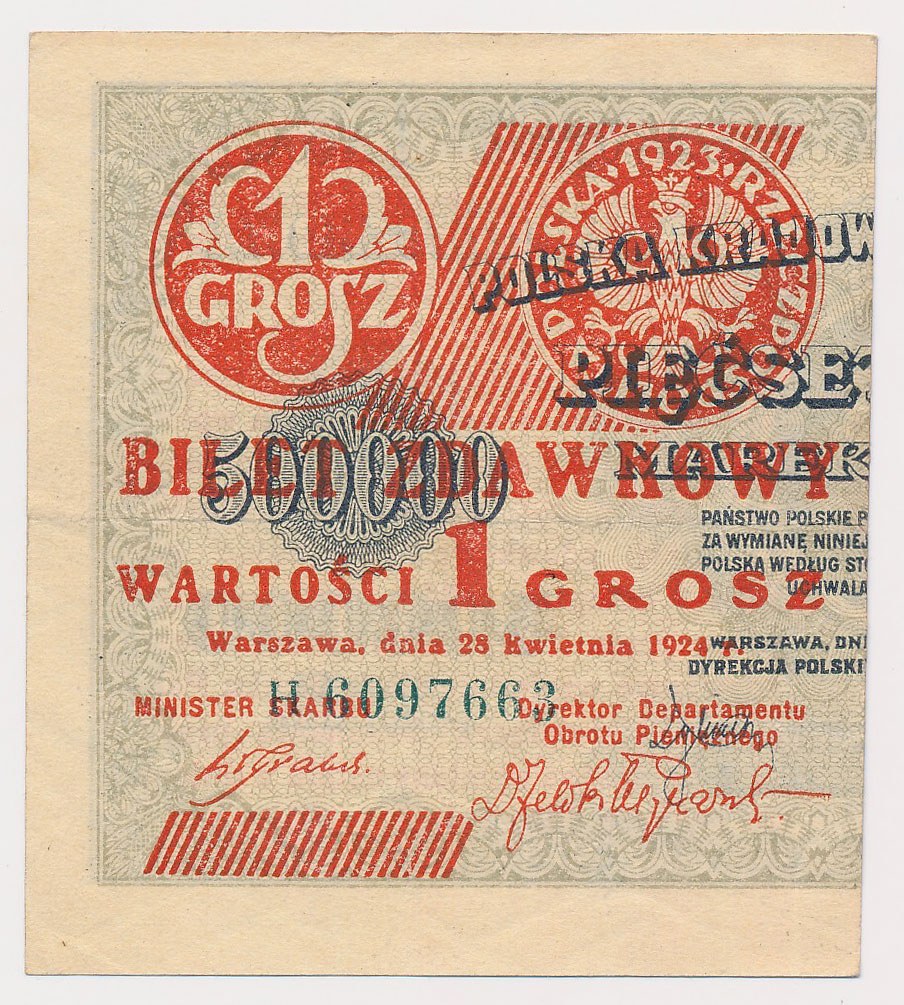 1
GROSZ
SKA • 1923 • RZ
POLSKA KRAJOW
PIĘĆSE
BILET ZDAWKOWY
500000
MAREK
PAŃSTWO POLSKIE P
ZA WYMIANĘ NINIEJ
POLSKĄ WEDŁUG STO
UCHWALA
WARTOŚCI 1 GROSZ
Warszawa, dnia 28 Kwietnia 1924 r.
WARSZAWA, DNI
DYREKCJA POLSKI
H 6097663
MINISTER SKARBU
Dyrektor Departamentu
Obrotu Pieniężnego